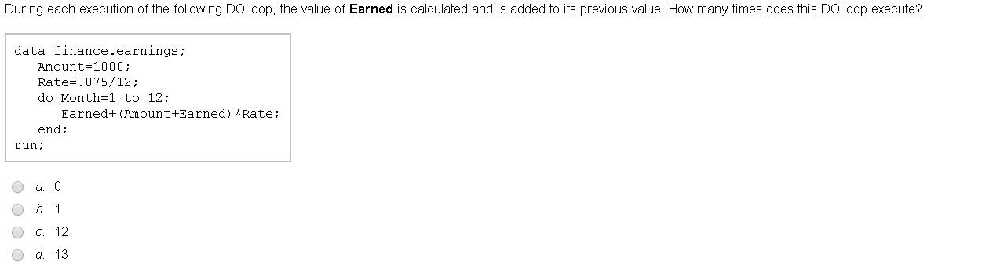 During each execution of the following DO loop, the value of Earned is calculated and is added to its previous value. How many times does this DO loop execute?
data finance.earnings;
Amount=1000;
Rate=.075/12;
do Month=1 to 12;
Earned+(Amount+Earned)*Rate;
end;
run;
a. 0
b. 1
c. 12
d. 13